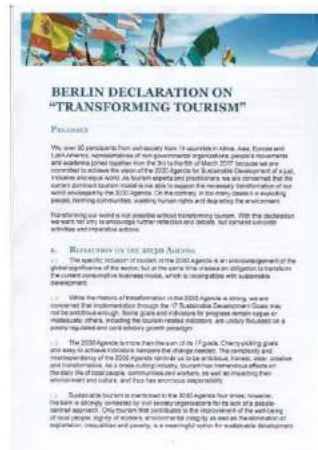 BERLIN DECLARATION ON
"TRANSFORMING TOURISM"
PREAMBLE
We, over 30 participants from civil society from 19 countries in Africa, Asia, Europe and
Latin America, representatives of non-governmental organizations, people's movements
and academia joined together from the 3rd to the 6th of March 2017 because we are
committed to achieve the vision of the 2030 Agenda for Sustainable Development of a just,
inclusive and equal world. As tourism experts and practitioners, we are concerned that the
current dominant tourism model is not able to support the necessary transformation of our
world envisaged by the 2030 Agenda. On the contrary, in too many cases it is exploiting
people, harming communities, violating human rights and degrading the environment.
Transforming our world is not possible without transforming tourism. With this declaration
we want not only to encourage further reflection and debate, but demand concrete
activities and imperative actions.
1. REFLECTION ON THE 2030 AGENDA
1.1 The specific inclusion of tourism in the 2030 Agenda is an acknowledgement of the
global significance of the sector, but at the same time creates an obligation to transform
the current consumptive business model, which is incompatible with sustainable
development.
1.2 While the rhetoric of transformation in the 2030 Agenda is strong, we are
concerned that implementation through the 17 Sustainable Development Goals may
not be ambitious enough. Some goals and indicators for progress remain vague or
inadequate; others, including the tourism-related indicators, are unduly focussed on a
poorly regulated and contradictory growth paradigm.
1.3 The 2030 Agenda is more than the sum of its 17 Goals. Cherry-picking goals
and easy to achieve indicators hampers the change needed. The complexity and
interdependency of the 2030 Agenda reminds us to be ambitious, honest, clear, creative
and transformative. As a cross-cutting industry, tourism has tremendous effects on
the daily life of local people, communities and workers, as well as impacting their
environment and culture, and thus has enormous responsibility.
1.4 Sustainable tourism is mentioned in the 2030 Agenda four times; however,
the term is strongly contested by civil society organisations for its lack of a people-
centred approach. Only tourism that contributes to the improvement of the well-being
of local people, dignity of workers, environmental integrity as well as the elimination of
exploitation, inequalities and poverty, is a meaningful option for sustainable development.